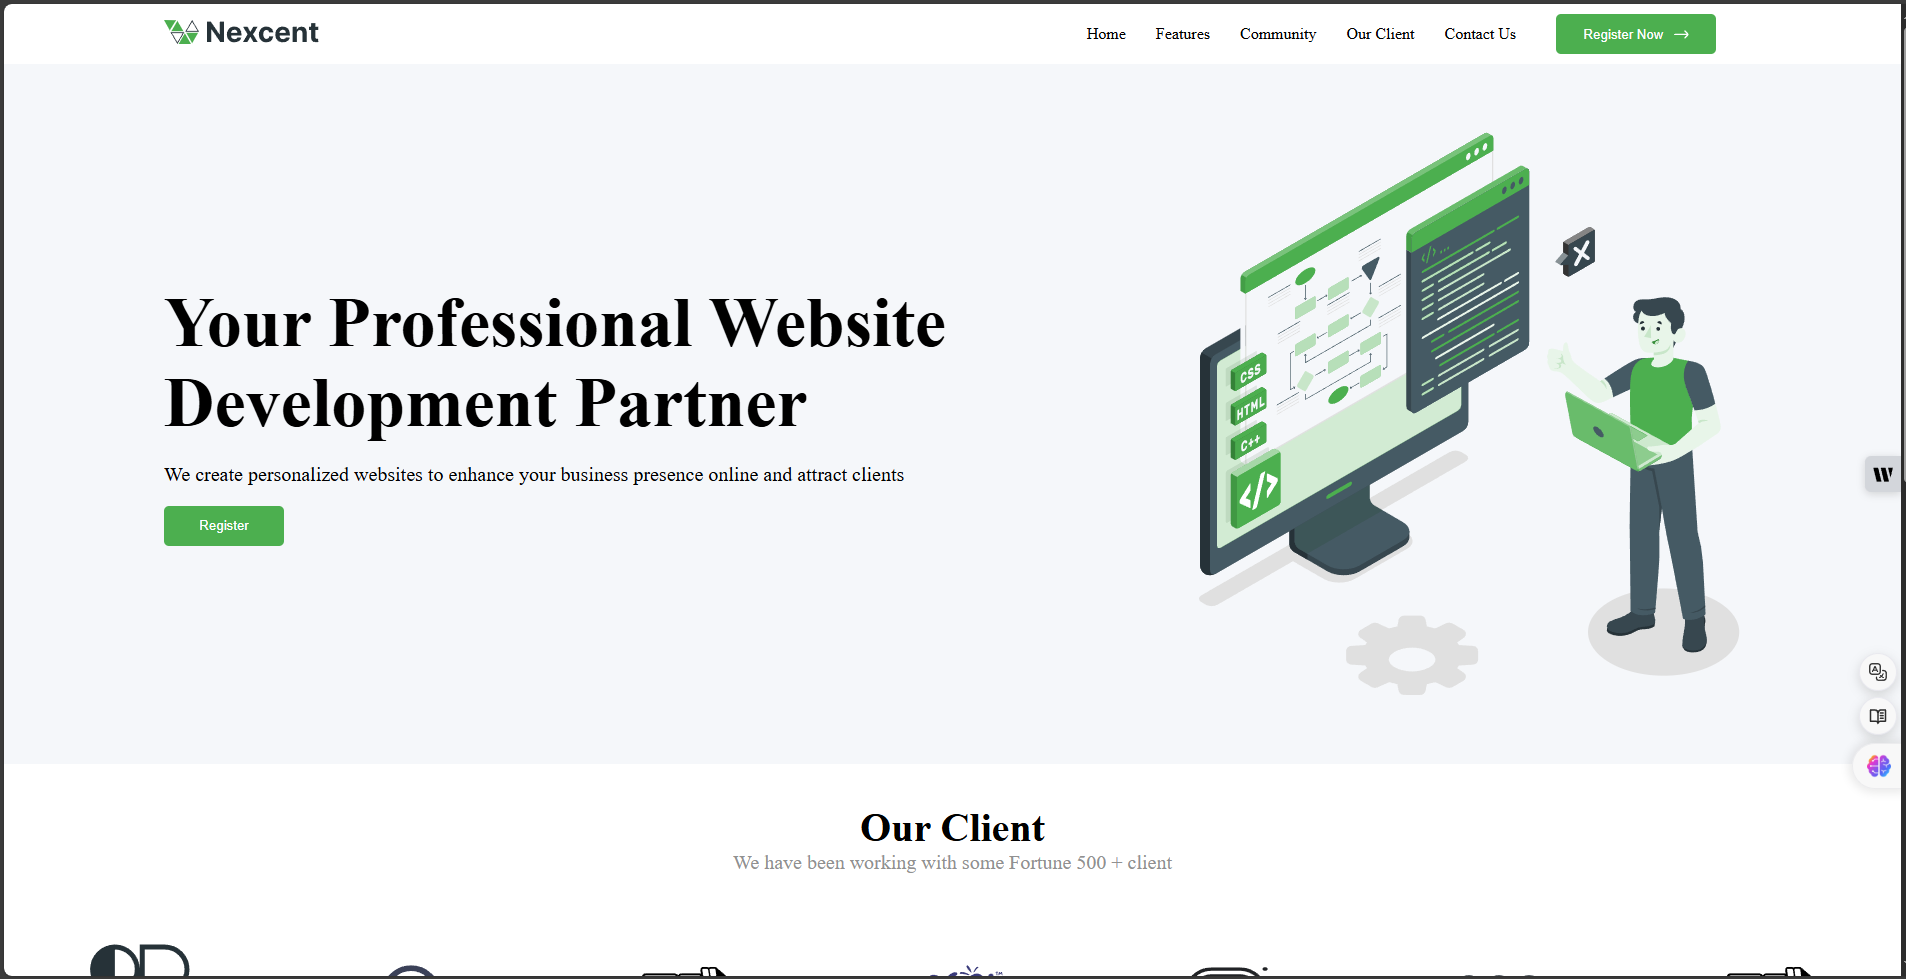 Nexcent
Home
Features
Community
Our Client
Contact Us
Register Now →
CSS
HTML
C++
</>
</>
Your Professional Website
Development Partner
We create personalized websites to enhance your business presence online and attract clients
Register
Our Client
We have been working with some Fortune 500 + client